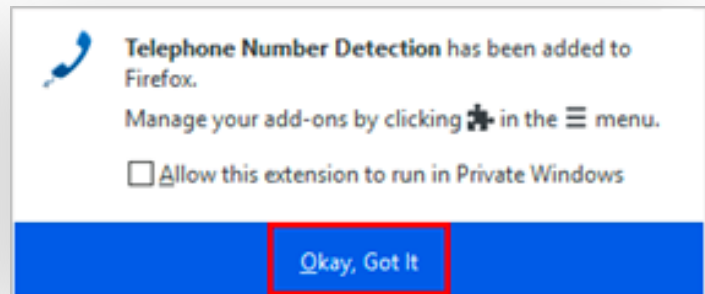 Telephone Number Detection has been added to
Firefox.
Manage your add-ons by clicking in the menu.
Allow this extension to run in Private Windows
Okay, Got It